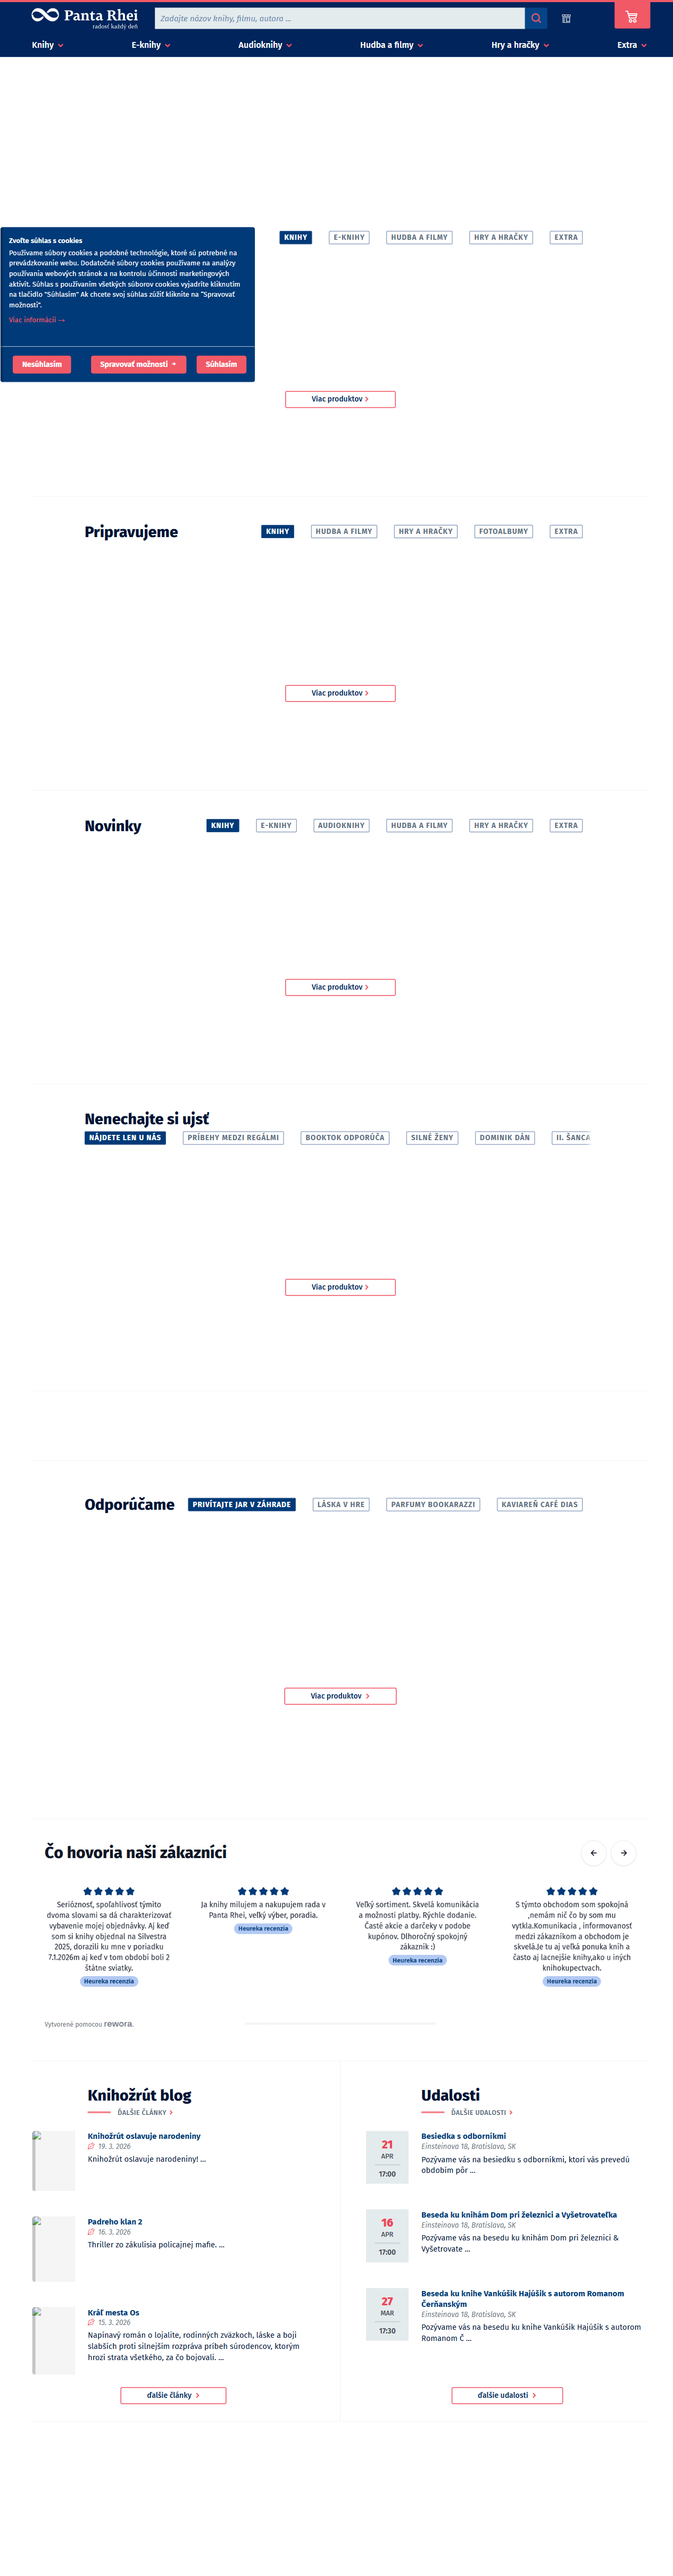 Panta Rhei
radosť každý deň
Zadajte názov knihy, filmu, autora ...
Knihy
E-knihy
Audioknihy
Hudba a filmy
Hry a hračky
Extra
KNIHY
E-KNIHY
HUDBA A FILMY
HRY A HRAČKY
EXTRA
Zvoľte súhlas s cookies
Používame súbory cookies a podobné technológie, ktoré sú potrebné na
prevádzkovanie webu. Dodatočné súbory cookies používame na analýzy
používania webových stránok a na kontrolu účinnosti marketingových
aktivít. Súhlas s používaním všetkých súborov cookies vyjadríte kliknutím
na tlačidlo "Súhlasím" Ak chcete svoj súhlas zúžiť kliknite na "Spravovať
možnosti".
Viac informácií →
Nesúhlasím
Spravovať možnosti
Súhlasím
Viac produktov
Pripravujeme
KNIHY
HUDBA A FILMY
HRY A HRAČKY
FOTOALBUMY
EXTRA
Viac produktov
Novinky
KNIHY
E-KNIHY
AUDIOKNIHY
HUDBA A FILMY
HRY A HRAČKY
EXTRA
Viac produktov
Nenechajte si ujsť
NÁJDETE LEN U NÁS
PRÍBEHY MEDZI REGÁLMI
BOOKTOK ODPORÚČA
SILNÉ ŽENY
DOMINIK DÁN
II. ŠANCA
Viac produktov
Odporúčame
PRIVÍTAJTE JAR V ZÁHRADE
LÁSKA V HRE
PARFUMY BOOKARAZZI
KAVIAREŇ CAFÉ DIAS
Viac produktov
Čo hovoria naši zákazníci
Serióznosť, spoľahlivosť týmito
dvoma slovami sa dá charakterizovať
vybavenie mojej objednávky. Aj keď
som si knihy objednal na Silvestra
2025, dorazili ku mne v poriadku
7.1.2026m aj keď v tom období boli 2
štátne sviatky.
Heureka recenzia
Ja knihy milujem a nakupujem rada v
Panta Rhei, veľký výber, poradia.
Heureka recenzia
Veľký sortiment. Skvelá komunikácia
a možnosti platby. Rýchle dodanie.
Časté akcie a darčeky v podobe
kupónov. Dlhoročný spokojný
zákazník :)
Heureka recenzia
S týmto obchodom som spokojná
,nemám nič čo by som mu
vytkla.Komunikacia , informovanosť
medzi zákazníkom a obchodom je
skvelá.Je tu aj veľká ponuka kníh a
často aj lacnejšie knihy,ako u iných
kníhokupectvach.
Heureka recenzia
Vytvorené pomocou rewora.
Knihožrút blog
ĎALŠIE ČLÁNKY
Knihožrút oslavuje narodeniny
19. 3. 2026
Knihožrút oslavuje narodeniny! ...
Padreho klan 2
16. 3. 2026
Thriller zo zákulisia policajnej mafie. ...
Kráľ mesta Os
15. 3. 2026
Napínavý román o lojalite, rodinných zväzkoch, láske a boji
slabších proti silnejším rozpráva príbeh súrodencov, ktorým
hrozí strata všetkého, za čo bojovali. ...
ďalšie články
Udalosti
ĎALŠIE UDALOSTI
21
APR
17:00
Besiedka s odborníkmi
Einsteinova 18, Bratislava, SK
Pozývame vás na besiedku s odborníkmi, ktorí vás prevedú
obdobím pôr ...
16
APR
17:00
Beseda ku knihám Dom pri železnici a Vyšetrovateľka
Einsteinova 18, Bratislava, SK
Pozývame vás na besedu ku knihám Dom pri železnici &
Vyšetrovate ...
27
MAR
17:30
Beseda ku knihe Vankúšik Hajúšik s autorom Romanom
Čerňanským
Einsteinova 18, Bratislava, SK
Pozývame vás na besedu ku knihe Vankúšik Hajúšik s autorom
Romanom Č ...
ďalšie udalosti